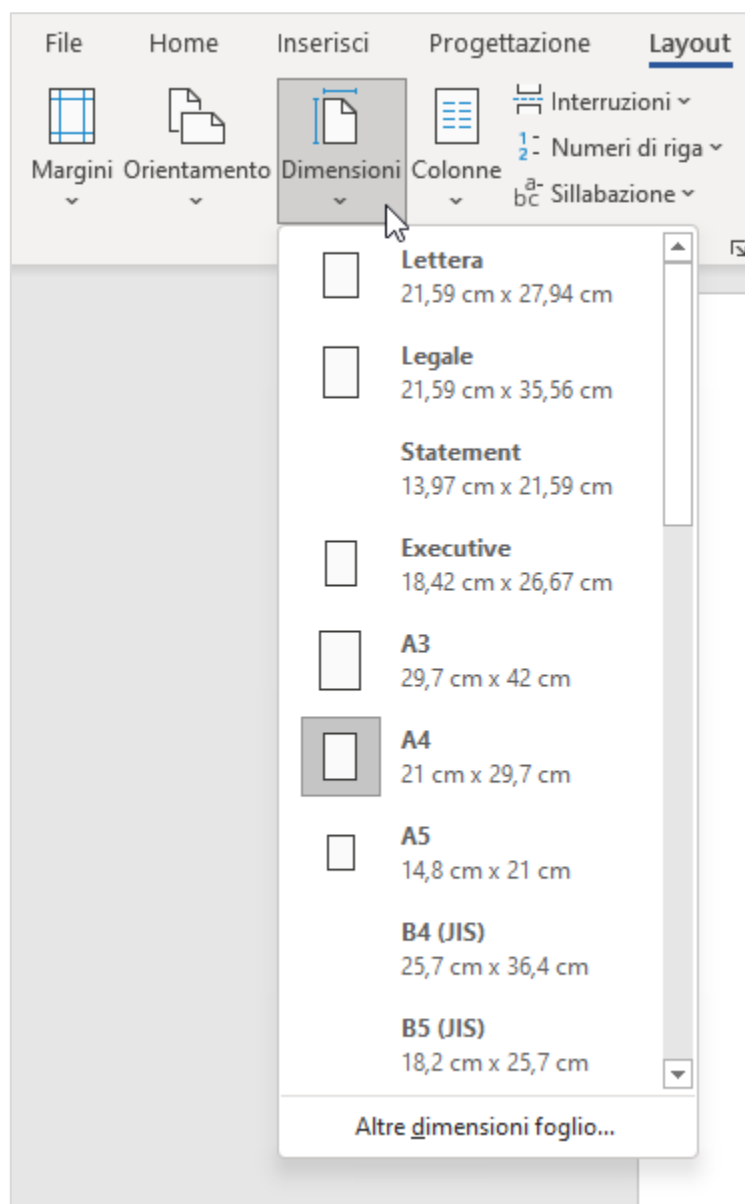 File Home Inserisci Progettazione Layout
Margini Orientamento Dimensioni Colonne
Interruzioni
1 2 Numeri di riga
a- bc Sillabazione
Lettera
21,59 cm x 27,94 cm
Legale
21,59 cm x 35,56 cm
Statement
13,97 cm x 21,59 cm
Executive
18,42 cm x 26,67 cm
A3
29,7 cm x 42 cm
A4
21 cm x 29,7 cm
A5
14,8 cm x 21 cm
B4 (JIS)
25,7 cm x 36,4 cm
B5 (JIS)
18,2 cm x 25,7 cm
Altre dimensioni foglio...